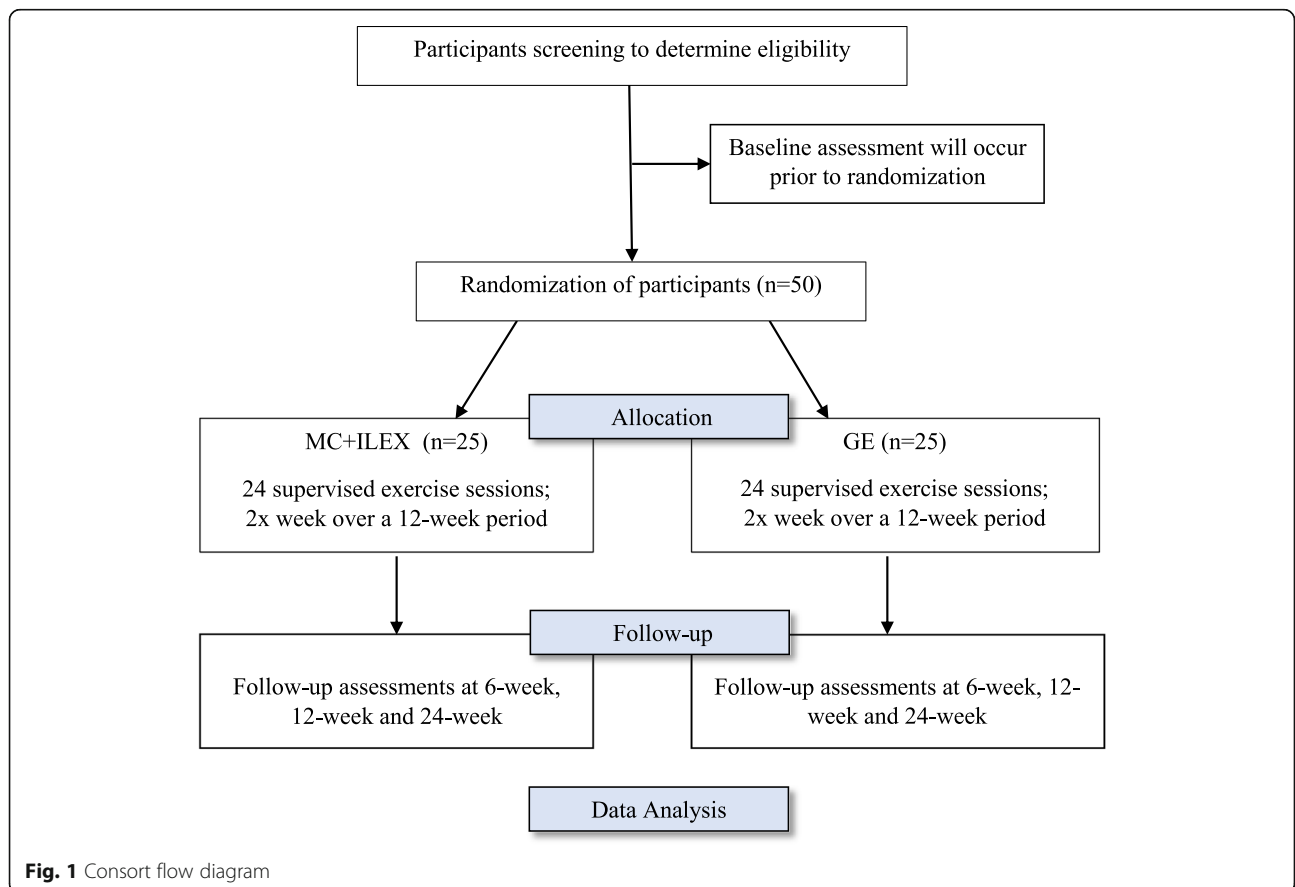 Participants screening to determine eligibility
Baseline assessment will occur
prior to randomization
Randomization of participants (n=50)
Allocation
MC+ILEX (n=25)
24 supervised exercise sessions;
2x week over a 12-week period
GE (n=25)
24 supervised exercise sessions;
2x week over a 12-week period
Follow-up
Follow-up assessments at 6-week,
12-week and 24-week
Follow-up assessments at 6-week, 12-
week and 24-week
Data Analysis
Fig. 1 Consort flow diagram